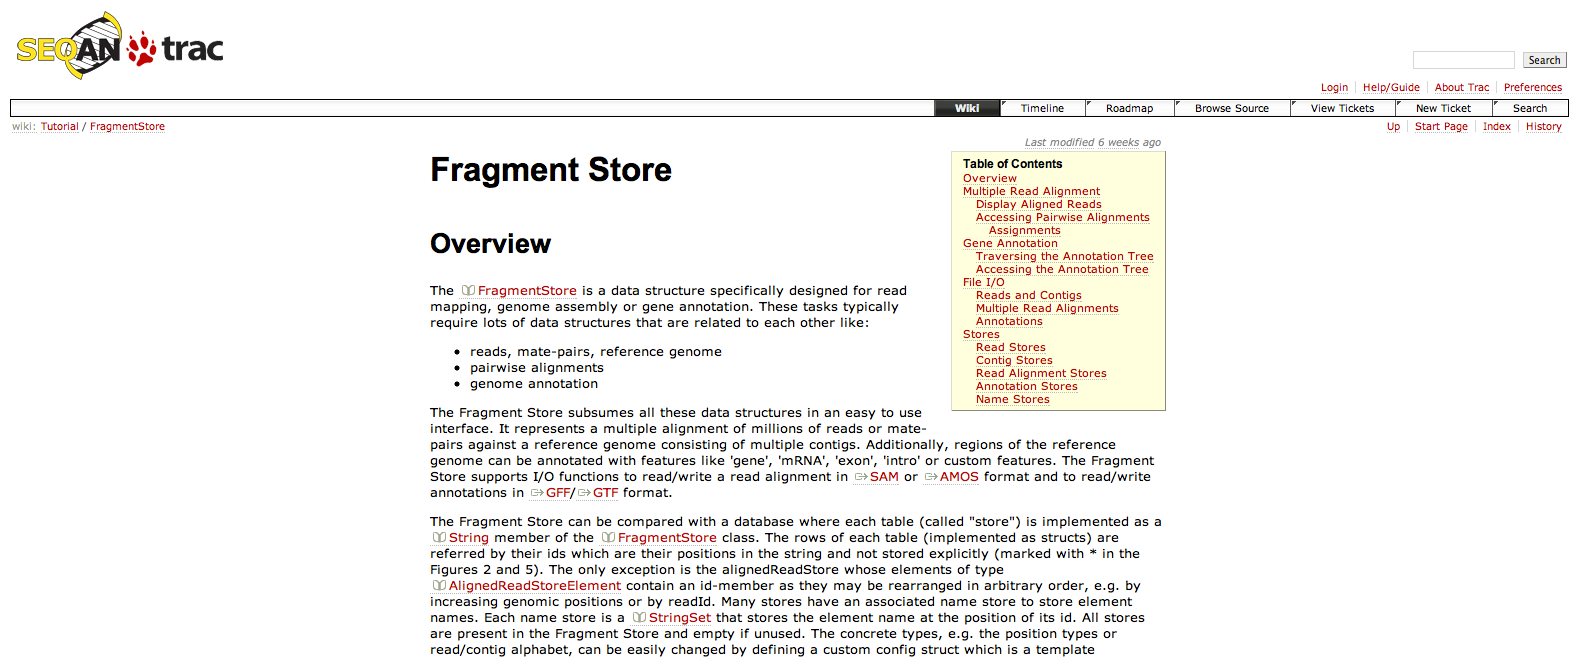 SEQAN trac
Search
Login Help/Guide About Trac Preferences
Wiki Timeline Roadmap Browse Source View Tickets New Ticket Search
wiki: Tutorial / FragmentStore
Up Start Page Index History
Last modified 6 weeks ago
Fragment Store
Table of Contents
Overview
Multiple Read Alignment
Display Aligned Reads
Accessing Pairwise Alignments
Assignments
Gene Annotation
Traversing the Annotation Tree
Accessing the Annotation Tree
File I/O
Reads and Contigs
Multiple Read Alignments
Annotations
Stores
Read Stores
Contig Stores
Read Alignment Stores
Annotation Stores
Name Stores
Overview
The FragmentStore is a data structure specifically designed for read
mapping, genome assembly or gene annotation. These tasks typically
require lots of data structures that are related to each other like:
• reads, mate-pairs, reference genome
• pairwise alignments
• genome annotation
The Fragment Store subsumes all these data structures in an easy to use
interface. It represents a multiple alignment of millions of reads or mate-
pairs against a reference genome consisting of multiple contigs. Additionally, regions of the reference
genome can be annotated with features like 'gene', 'mRNA', 'exon', 'intro' or custom features. The Fragment
Store supports I/O functions to read/write a read alignment in SAM or AMOS format and to read/write
annotations in GFF/GTF format.
The Fragment Store can be compared with a database where each table (called "store") is implemented as a
String member of the FragmentStore class. The rows of each table (implemented as structs) are
referred by their ids which are their positions in the string and not stored explicitly (marked with * in the
Figures 2 and 5). The only exception is the alignedReadStore whose elements of type
AlignedReadStoreElement contain an id-member as they may be rearranged in arbitrary order, e.g. by
increasing genomic positions or by readId. Many stores have an associated name store to store element
names. Each name store is a StringSet that stores the element name at the position of its id. All stores
are present in the Fragment Store and empty if unused. The concrete types, e.g. the position types or
read/contig alphabet, can be easily changed by defining a custom config struct which is a template